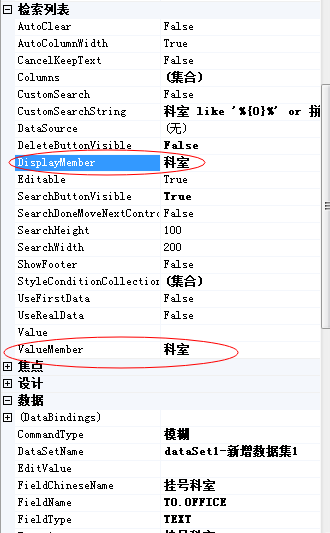 检索列表
AutoClear False
AutoColumnWidth True
CancelKeepText False
Columns (集合)
CustomSearch False
CustomSearchString 科室 like '%{0}%' or 拼
DataSource (无)
DeleteButtonVisible False
DisplayMember 科室
Editable True
SearchButtonVisible True
SearchDoneMoveNextContro False
SearchHeight 100
SearchWidth 200
ShowFooter False
StyleConditionCollection (集合)
UseFirstData False
UseRealData False
Value
ValueMember 科室
焦点
设计
数据
(DataBindings)
CommandType 模糊
DataSetName dataSet1-新增数据集1
EditValue
FieldChineseName 挂号科室
FieldName TO.OFFICE
FieldType TEXT